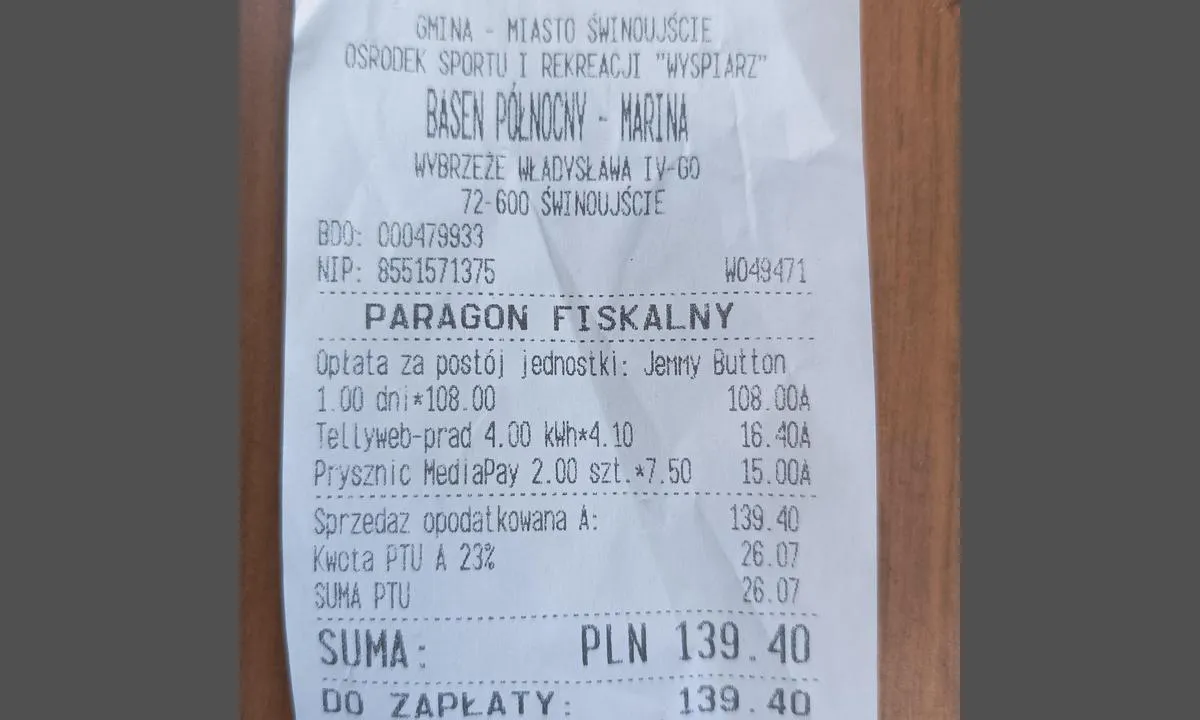 GMINA - MIASTO ŚWINOUJŚCIE
OŚRODEK SPORTU I REKREACJI "WYSPIARZ"
BASEN PÓŁNOCNY - MARINA
WYBRZEŻE WŁADYSŁAWA IV-GO
72-600 ŚWINOUJŚCIE
BDO: 000479933
NIP: 8551571375 W049471
PARAGON FISKALNY
Opłata za postój jednostki: Jemmy Button
1.00 dni*108.00 108.00A
Tellyweb-prad 4.00 kWh*4.10 16.40A
Prysznic MediaPay 2.00 szt.*7.50 15.00A
Sprzedaz opodatkowana A: 139.40
Kwota PTU A 23% 26.07
SUMA PTU 26.07
SUMA: PLN 139.40
DO ZAPŁATY: 139.40